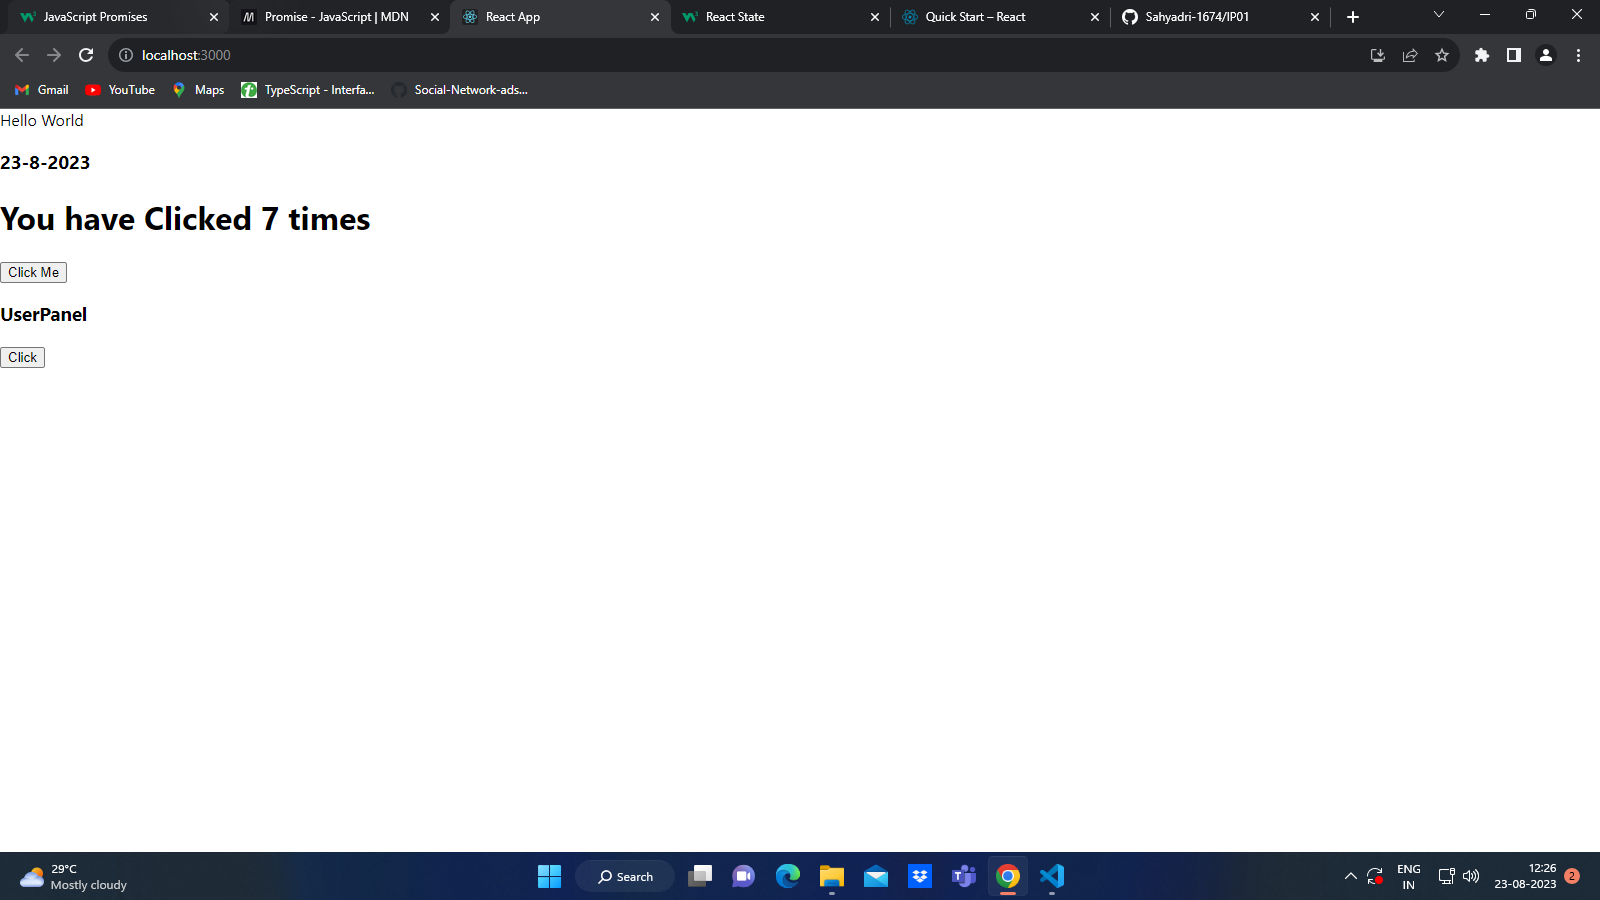 JavaScript Promises
Promise - JavaScript | MDN
React App
React State
Quick Start – React
Sahyadri-1674/IP01
localhost:3000
Gmail
YouTube
Maps
TypeScript - Interfa...
Social-Network-ads...
Hello World
23-8-2023
You have Clicked 7 times
Click Me
UserPanel
Click
29°C
Mostly cloudy
Search
ENG
IN
12:26
23-08-2023
2